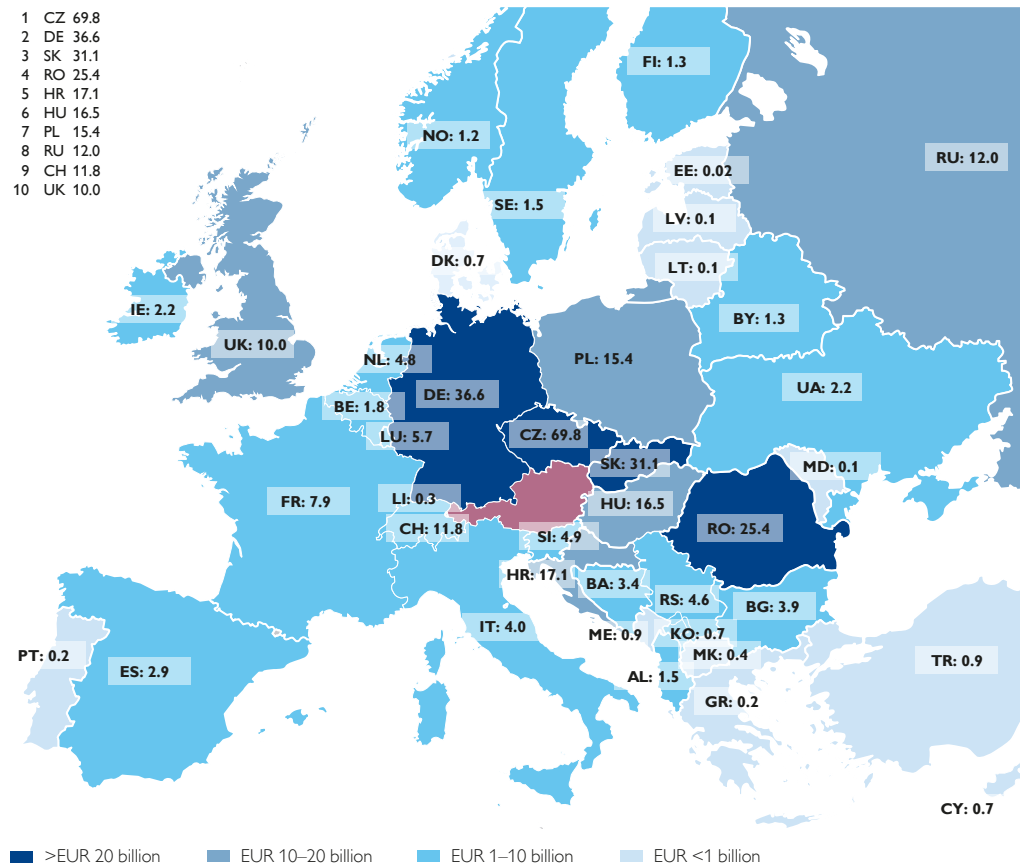 1 CZ 69.8
2 DE 36.6
3 SK 31.1
4 RO 25.4
5 HR 17.1
6 HU 16.5
7 PL 15.4
8 RU 12.0
9 CH 11.8
10 UK 10.0
FI: 1.3
NO: 1.2
RU: 12.0
EE: 0.02
SE: 1.5
LV: 0.1
DK: 0.7
LT: 0.1
IE: 2.2
BY: 1.3
UK: 10.0
NL: 4.8
PL: 15.4
DE: 36.6
UA: 2.2
BE: 1.8
LU: 5.7
CZ: 69.8
SK: 31.1
MD: 0.1
FR: 7.9
LI: 0.3
HU: 16.5
CH: 11.8
RO: 25.4
SI: 4.9
HR: 17.1
BA: 3.4
RS: 4.6
BG: 3.9
IT: 4.0
ME: 0.9
KO: 0.7
PT: 0.2
MK: 0.4
TR: 0.9
ES: 2.9
AL: 1.5
GR: 0.2
CY: 0.7
>EUR 20 billion
EUR 10–20 billion
EUR 1–10 billion
EUR <1 billion